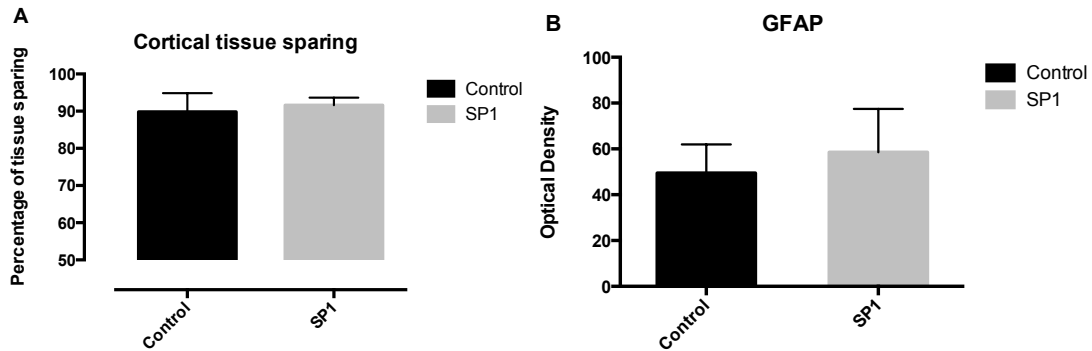 A
Cortical tissue sparing
Percentage of tissue sparing
100
90
80
70
60
50
Control
SP1
Control
SP1
B
GFAP
Optical Density
100
80
60
40
20
0
Control
SP1
Control
SP1